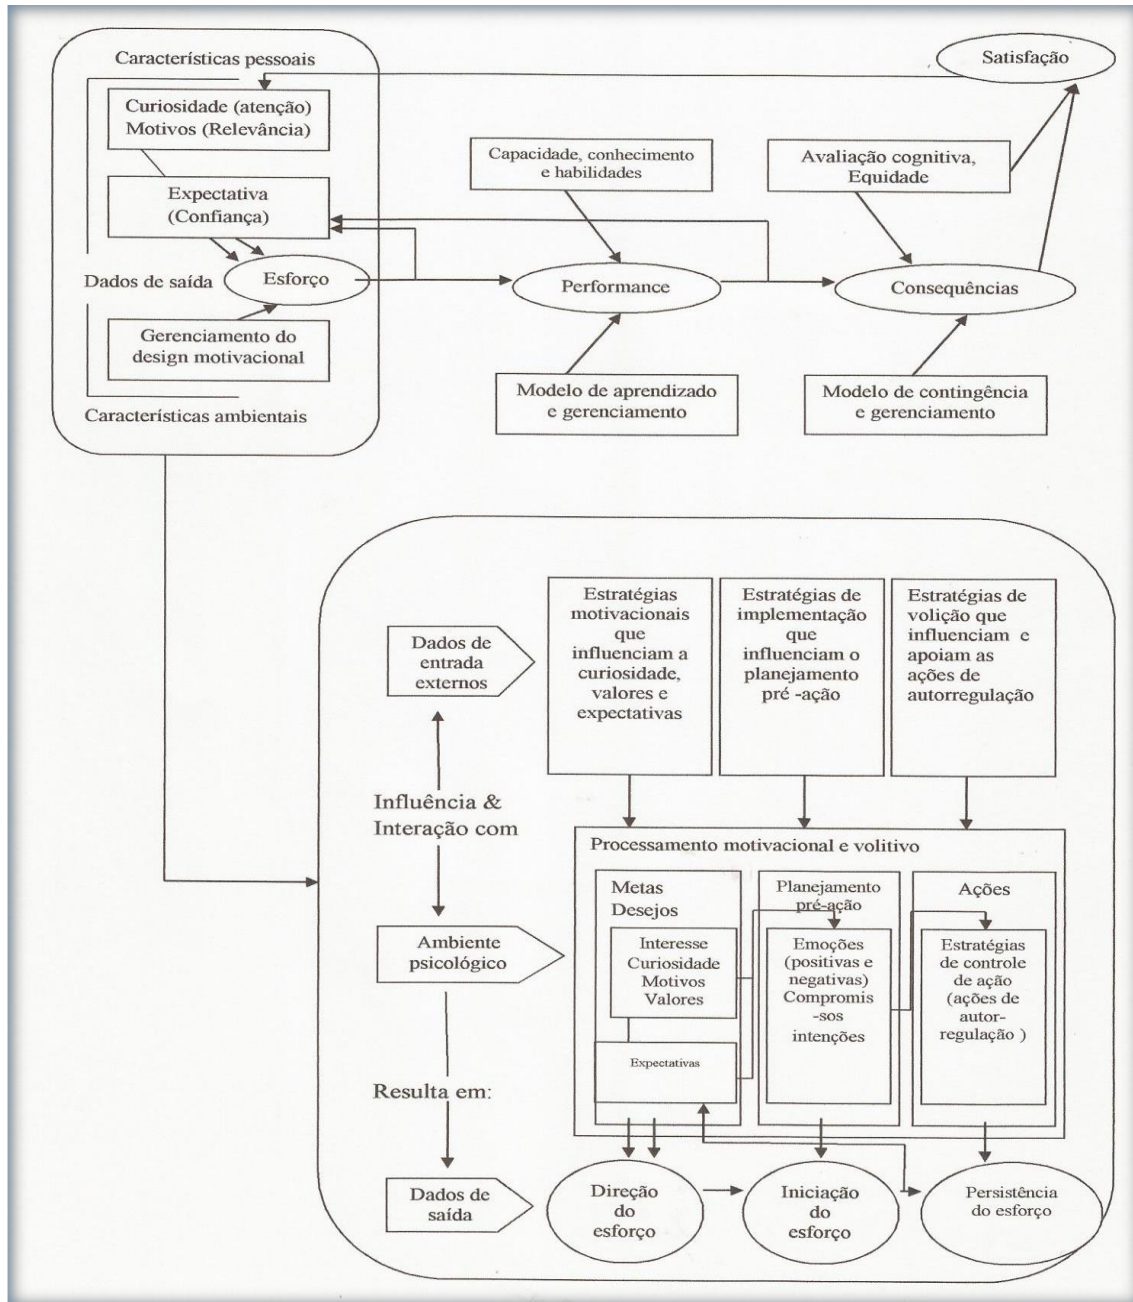 Características pessoais
Satisfação
Curiosidade (atenção)
Motivos (Relevância)
Capacidade, conhecimento
e habilidades
Avaliação cognitiva,
Equidade
Expectativa
(Confiança)
Dados de saída
Esforço
Performance
Consequências
Gerenciamento do
design motivacional
Modelo de aprendizado
e gerenciamento
Modelo de contingência
e gerenciamento
Características ambientais
Dados de
entrada
externos
Estratégias
motivacionais
que
influenciam a
curiosidade,
valores e
expectativas
Estratégias de
implementação
que
influenciam o
planejamento
pré -ação
Estratégias de
volição que
influenciam e
apoiam as
ações de
autorregulação
Influência &
Interação com
Processamento motivacional e volitivo
Ambiente
psicológico
Metas
Desejos
Interesse
Curiosidade
Motivos
Valores
Expectativas
Planejamento
pré-ação
Emoções
(positivas e
negativas)
Compromis
-sos
intenções
Ações
Estratégias
de controle
de ação
(ações de
autor-
regulação )
Resulta em:
Dados de
saída
Direção
do
esforço
Iniciação
do
esforço
Persistência
do esforço